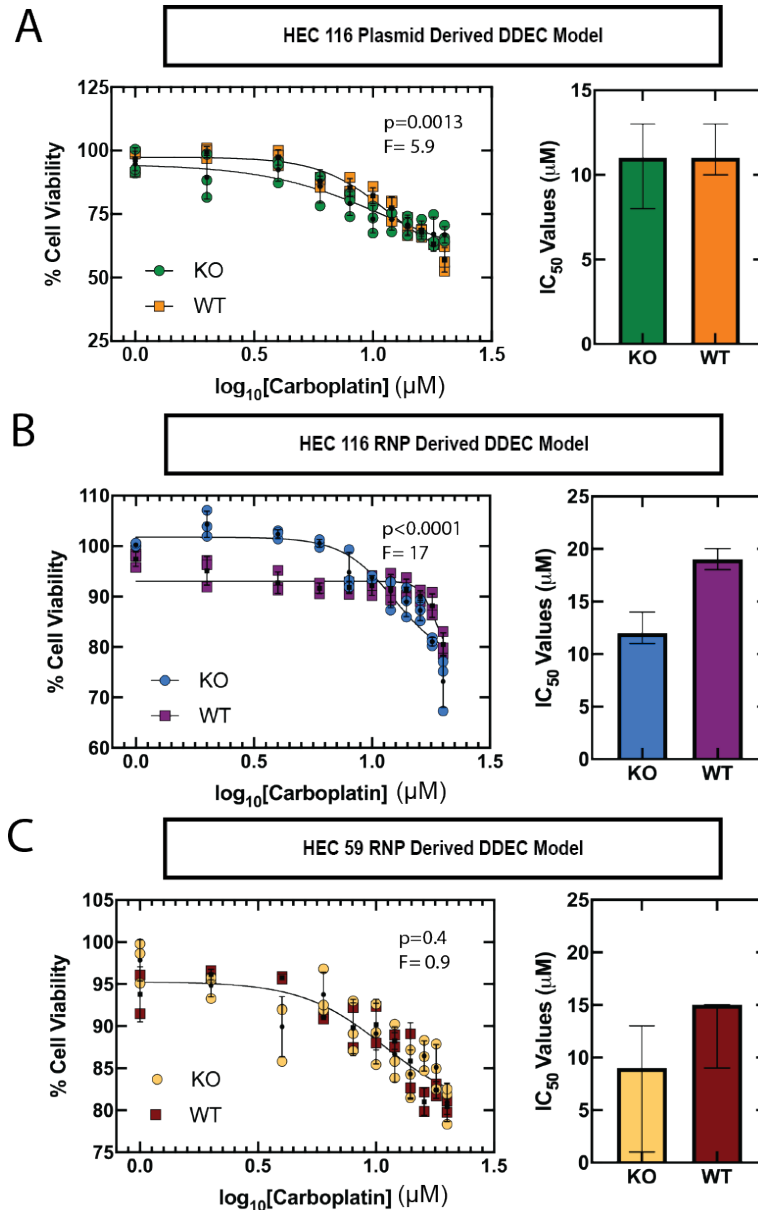 A
HEC 116 Plasmid Derived DDEC Model
125
100
75
50
25
% Cell Viability
p=0.0013
F= 5.9
KO
WT
0.0
0.5
1.0
1.5
log10[Carboplatin] (μM)
15
10
5
0
IC50 Values (μM)
KO
WT
B
HEC 116 RNP Derived DDEC Model
110
100
90
80
70
60
% Cell Viability
p<0.0001
F= 17
KO
WT
0.0
0.5
1.0
1.5
log10[Carboplatin] (μM)
25
20
15
10
5
0
IC50 Values (μM)
KO
WT
C
HEC 59 RNP Derived DDEC Model
100
95
90
85
80
75
% Cell Viability
p=0.4
F= 0.9
KO
WT
0.0
0.5
1.0
1.5
log10[Carboplatin] (μM)
25
20
15
10
5
0
IC50 Values (μM)
KO
WT